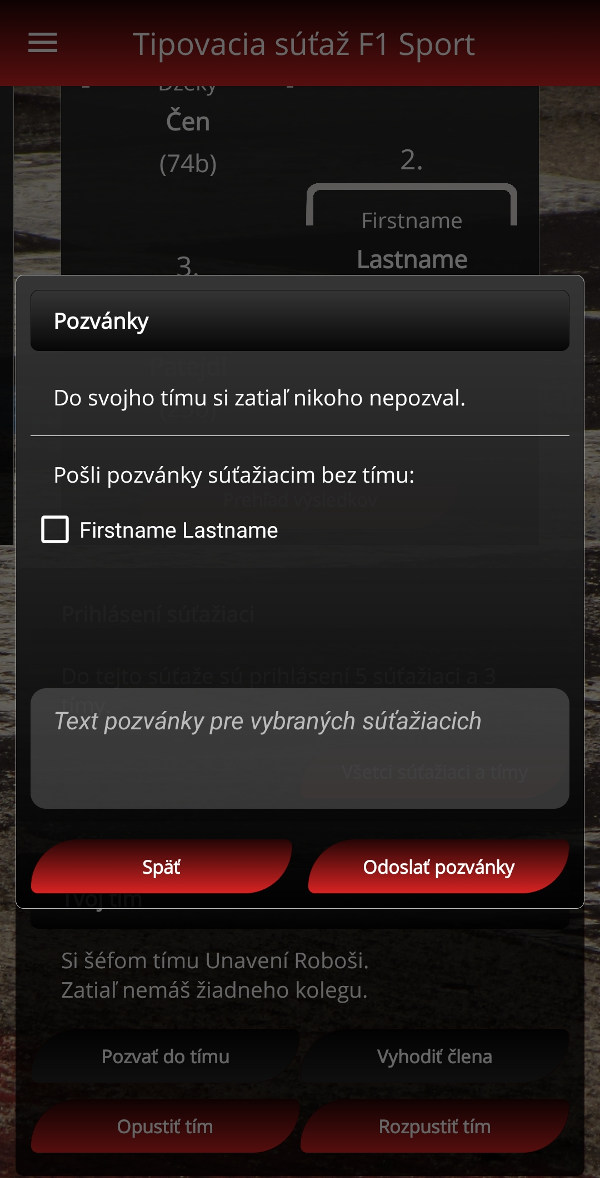 Tipovacia súťaž F1 Sport
Džeky
Čen
(74b)
2.
Firstname
Lastname
3.
Pozvánky
Do svojho tímu si zatiaľ nikoho nepozval.
Pošli pozvánky súťažiacim bez tímu:
Prehľad výsledkov
Firstname Lastname
Prihlásení súťažiaci
Do tejto súťaže sú prihlásení 5 súťažiaci a 3
tímy.
Text pozvánky pre vybraných súťažiacich
Všetci súťažiaci a tímy
Späť
Odoslať pozvánky
Tvoj tím
Si šéfom tímu Unavení Roboši.
Zatiaľ nemáš žiadneho kolegu.
Pozvať do tímu
Vyhodiť člena
Opustiť tím
Rozpustiť tím